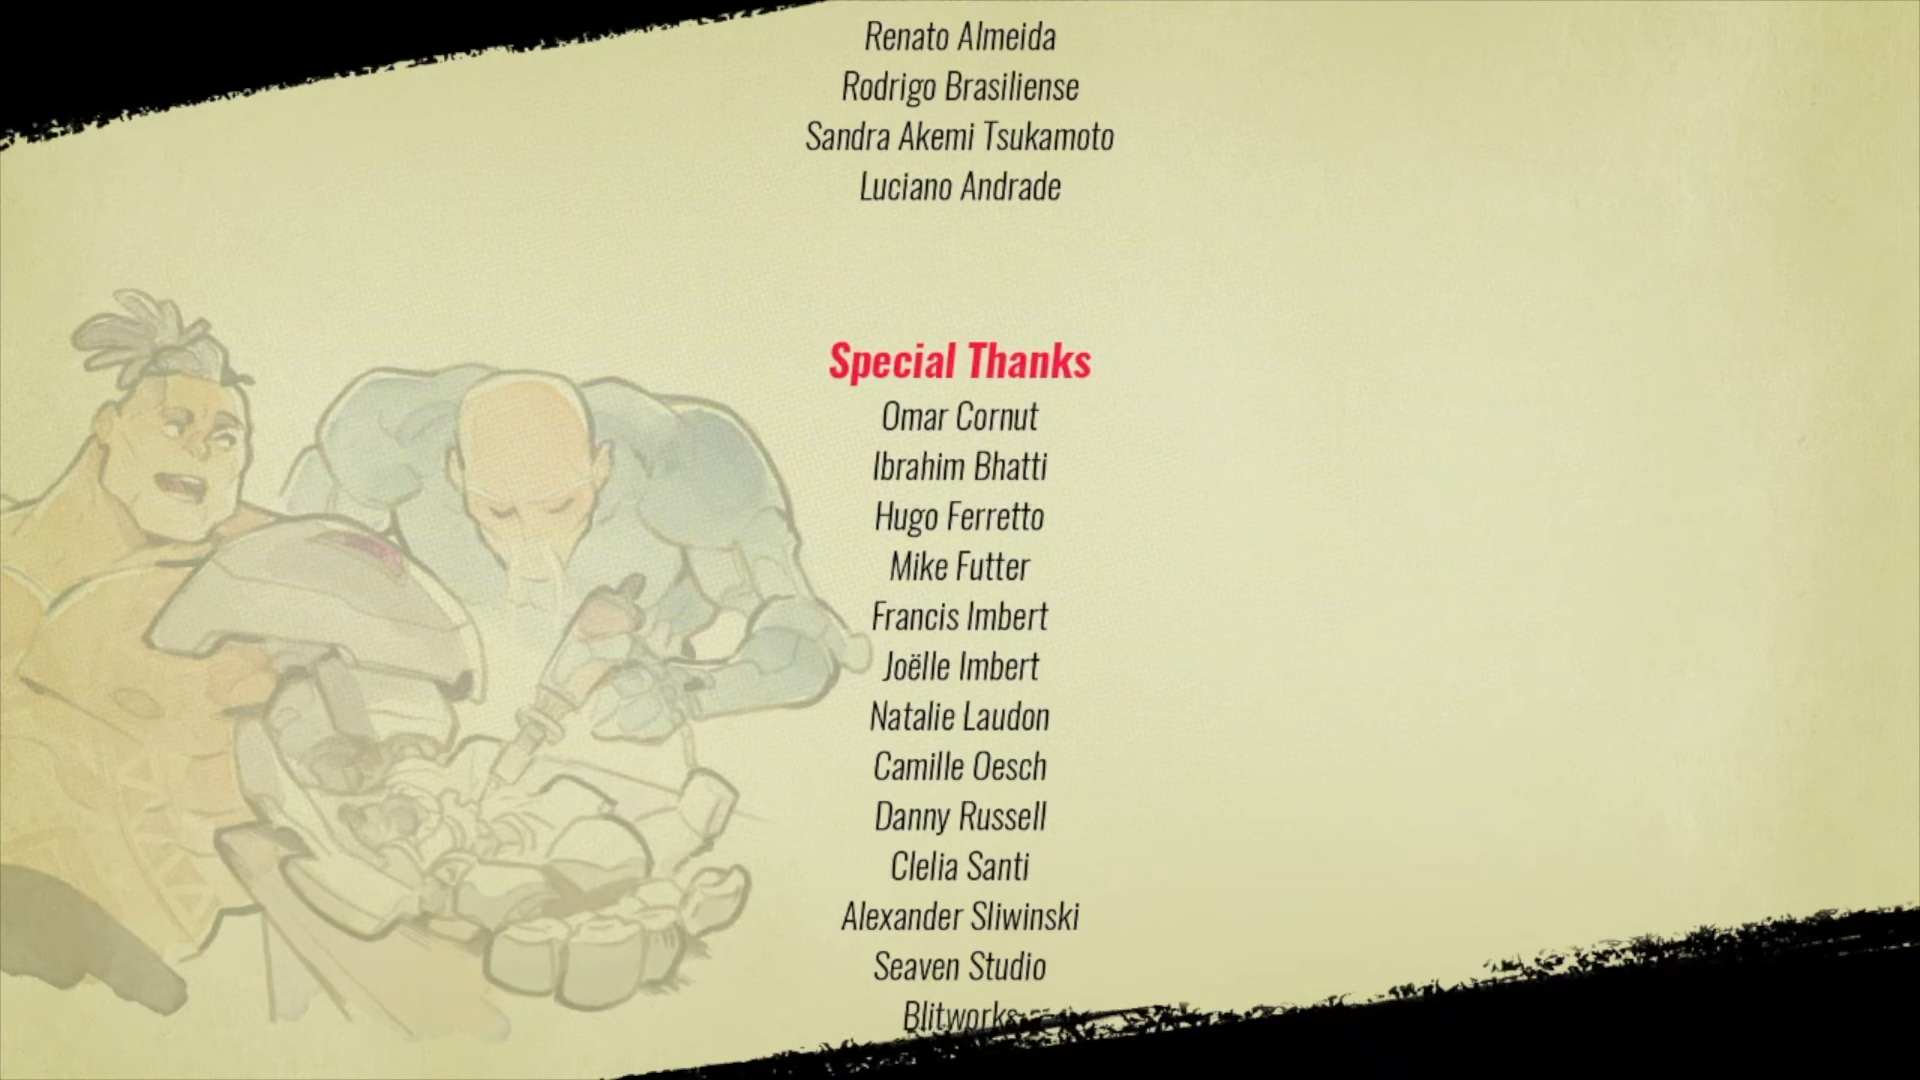 Renato Almeida
Rodrigo Brasiliense
Sandra Akemi Tsukamoto
Luciano Andrade
Special Thanks
Omar Cornut
Ibrahim Bhatti
Hugo Ferretto
Mike Futter
Francis Imbert
Joëlle Imbert
Natalie Laudon
Camille Oesch
Danny Russell
Clelia Santi
Alexander Sliwinski
Seaven Studio
Blitworks